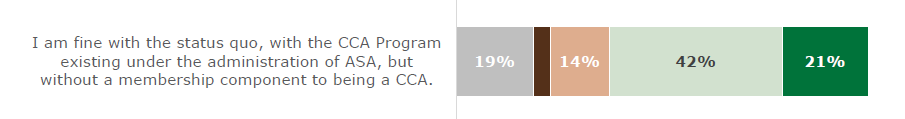 I am fine with the status quo, with the CCA Program
existing under the administration of ASA, but
without a membership component to being a CCA.
19% 14% 42% 21%